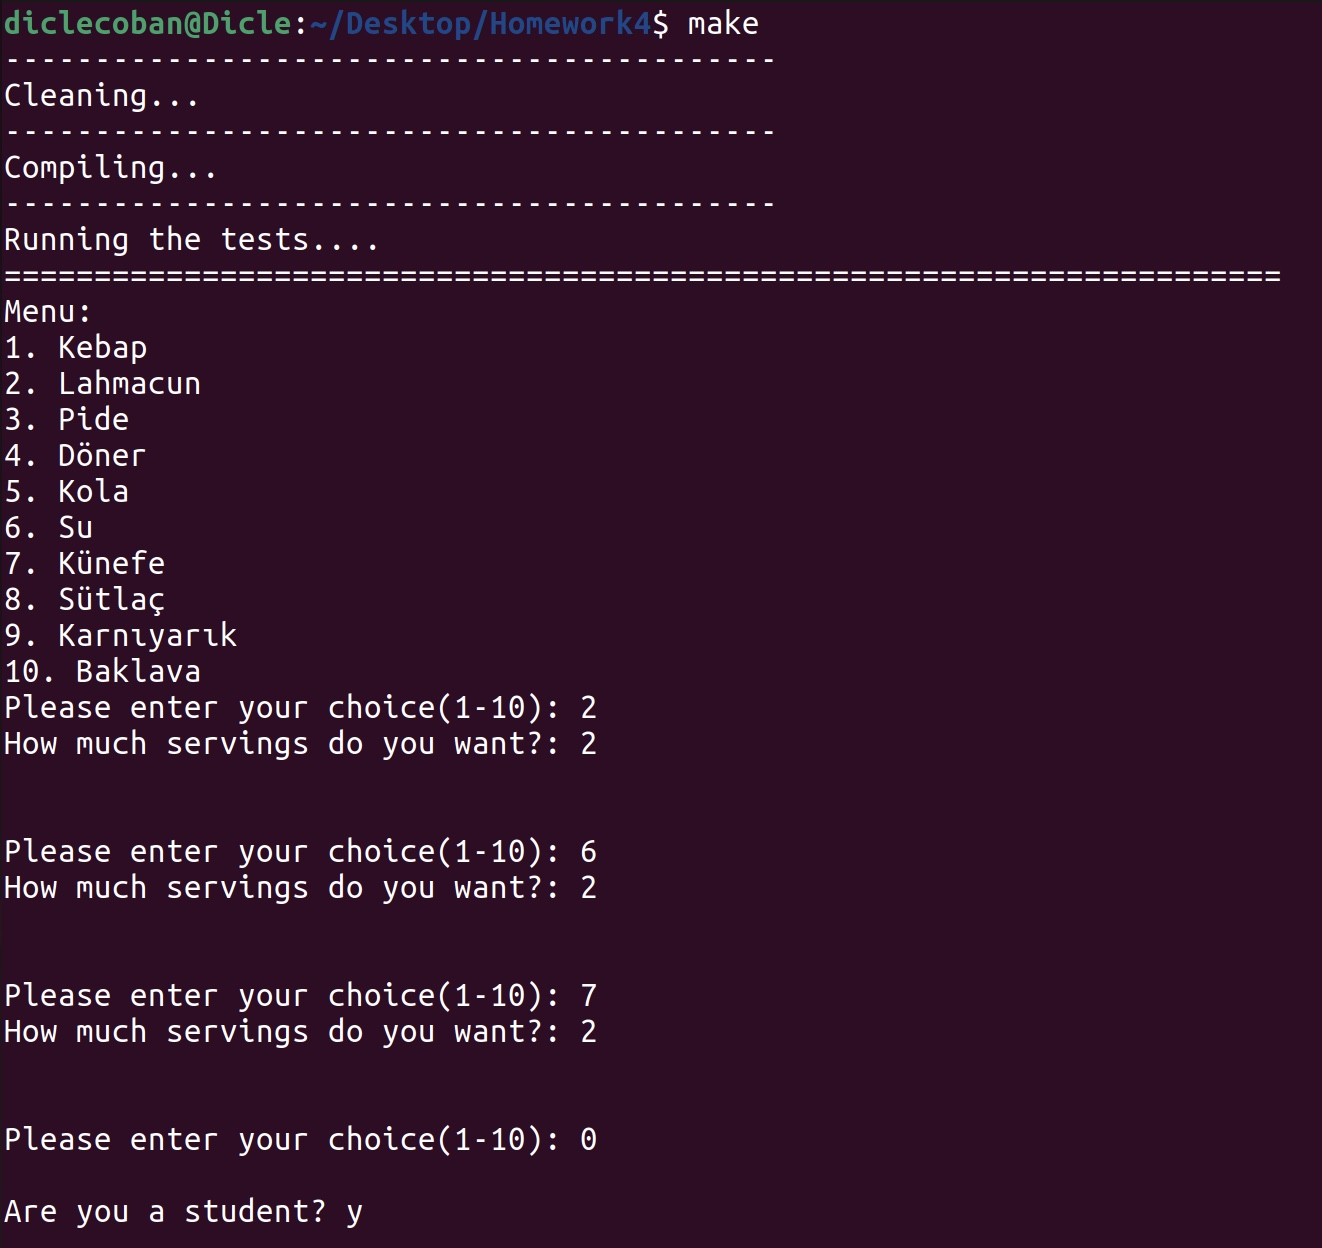 diclecoban@Dicle:~/Desktop/Homework4$ make
-------------------------------------------
Cleaning...
-------------------------------------------
Compiling...
-------------------------------------------
Running the tests....
=======================================================================
Menu:
1. Kebap
2. Lahmacun
3. Pide
4. Döner
5. Kola
6. Su
7. Künefe
8. Sütlaç
9. Karnıyarık
10. Baklava
Please enter your choice(1-10): 2
How much servings do you want?: 2
Please enter your choice(1-10): 6
How much servings do you want?: 2
Please enter your choice(1-10): 7
How much servings do you want?: 2
Please enter your choice(1-10): 0
Are you a student? y